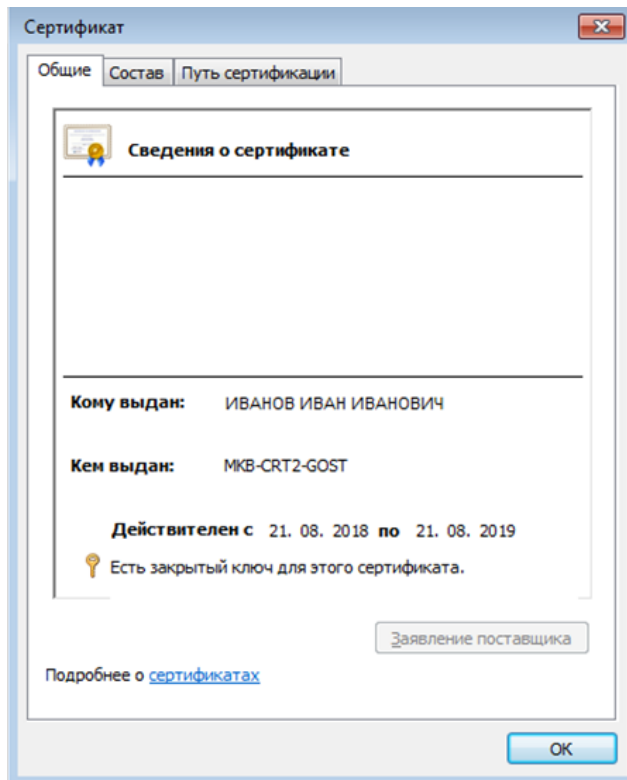 Сертификат
Общие Состав Путь сертификации
Сведения о сертификате
Кому выдан: ИВАНОВ ИВАН ИВАНОВИЧ
Кем выдан: MKB-CRT2-GOST
Действителен с 21. 08. 2018 по 21. 08. 2019
Есть закрытый ключ для этого сертификата.
Заявление поставщика
Подробнее о сертификатах
ОК